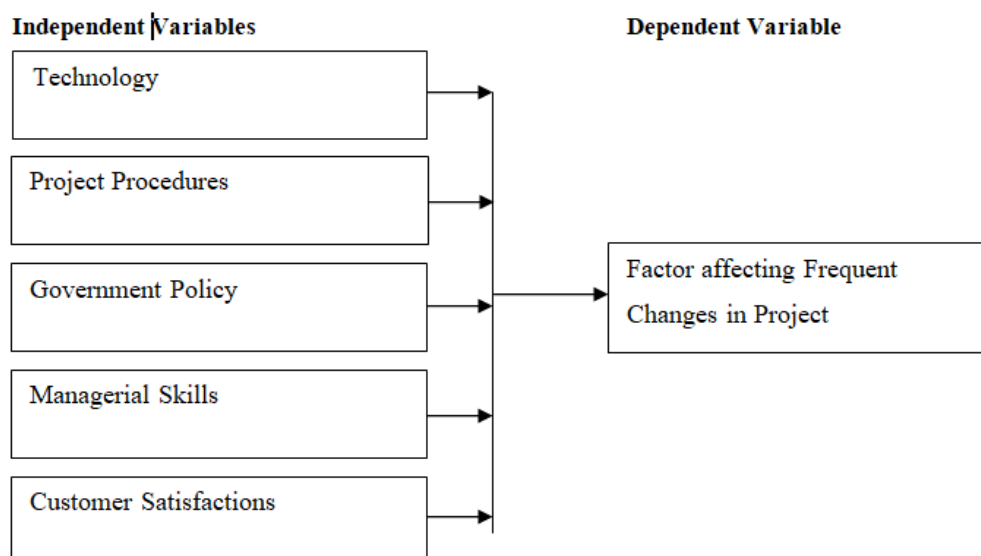 Independent Variables
Dependent Variable
Technology
Project Procedures
Government Policy
Managerial Skills
Customer Satisfactions
Factor affecting Frequent
Changes in Project